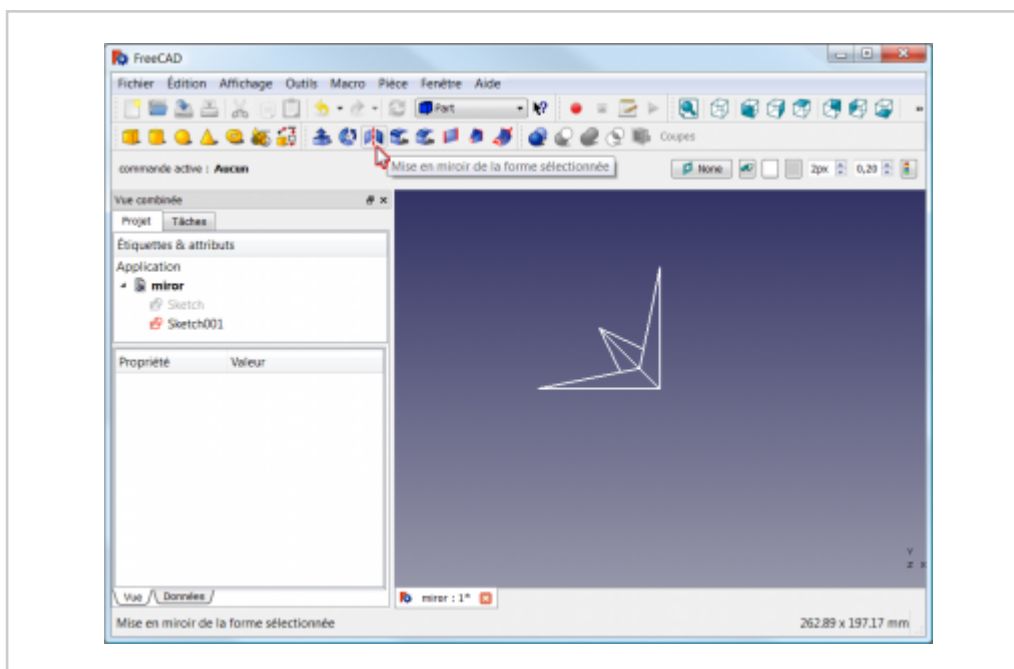 FreeCAD
Fichier Édition Affichage Outils Macro Pièce Fenêtre Aide
Part
Coupes
Mise en miroir de la forme sélectionnée
commande active : Aucun
None 2px 0,20
Vue combinée
Projet Tâches
Étiquettes & attributs
Application
miror
Sketch
Sketch001
Propriété Valeur
Y
Z X
Vue Données
miror : 1*
Mise en miroir de la forme sélectionnée 262.89 x 197.17 mm